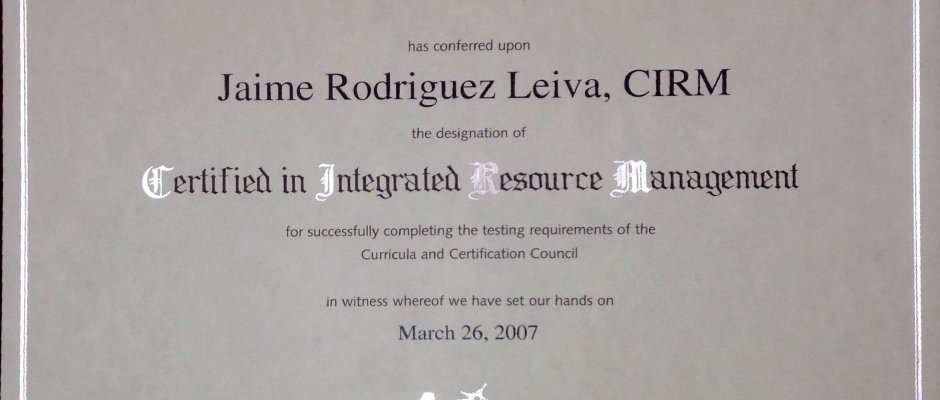 has conferred upon
Jaime Rodriguez Leiva, CIRM
the designation of
Certified in Integrated Resource Management
for successfully completing the testing requirements of the
Curricula and Certification Council
in witness whereof we have set our hands on
March 26, 2007